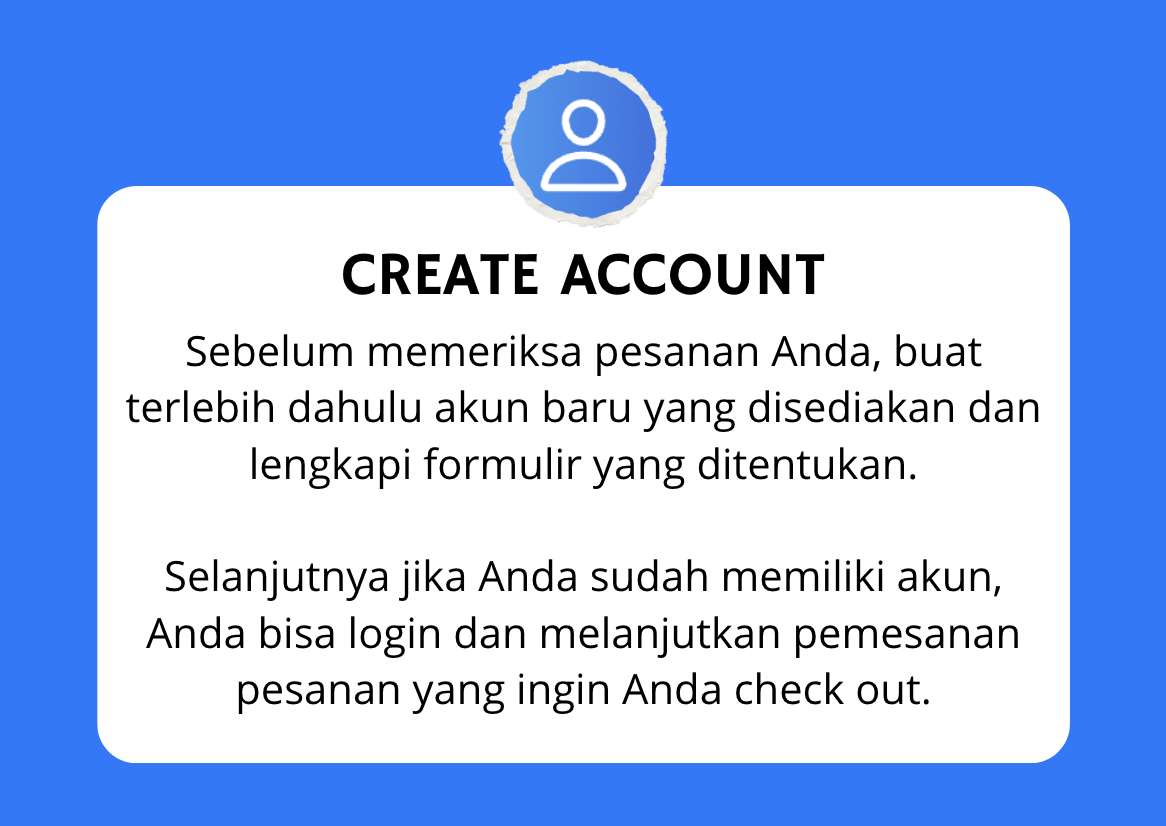 CREATE ACCOUNT
Sebelum memeriksa pesanan Anda, buat
terlebih dahulu akun baru yang disediakan dan
lengkapi formulir yang ditentukan.
Selanjutnya jika Anda sudah memiliki akun,
Anda bisa login dan melanjutkan pemesanan
pesanan yang ingin Anda check out.